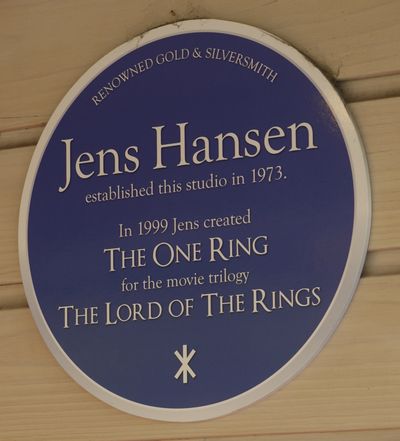 RENOWNED GOLD & SILVERSMITH
Jens Hansen
established this studio in 1973.
In 1999 Jens created
THE ONE RING
for the movie trilogy
THE LORD OF THE RINGS